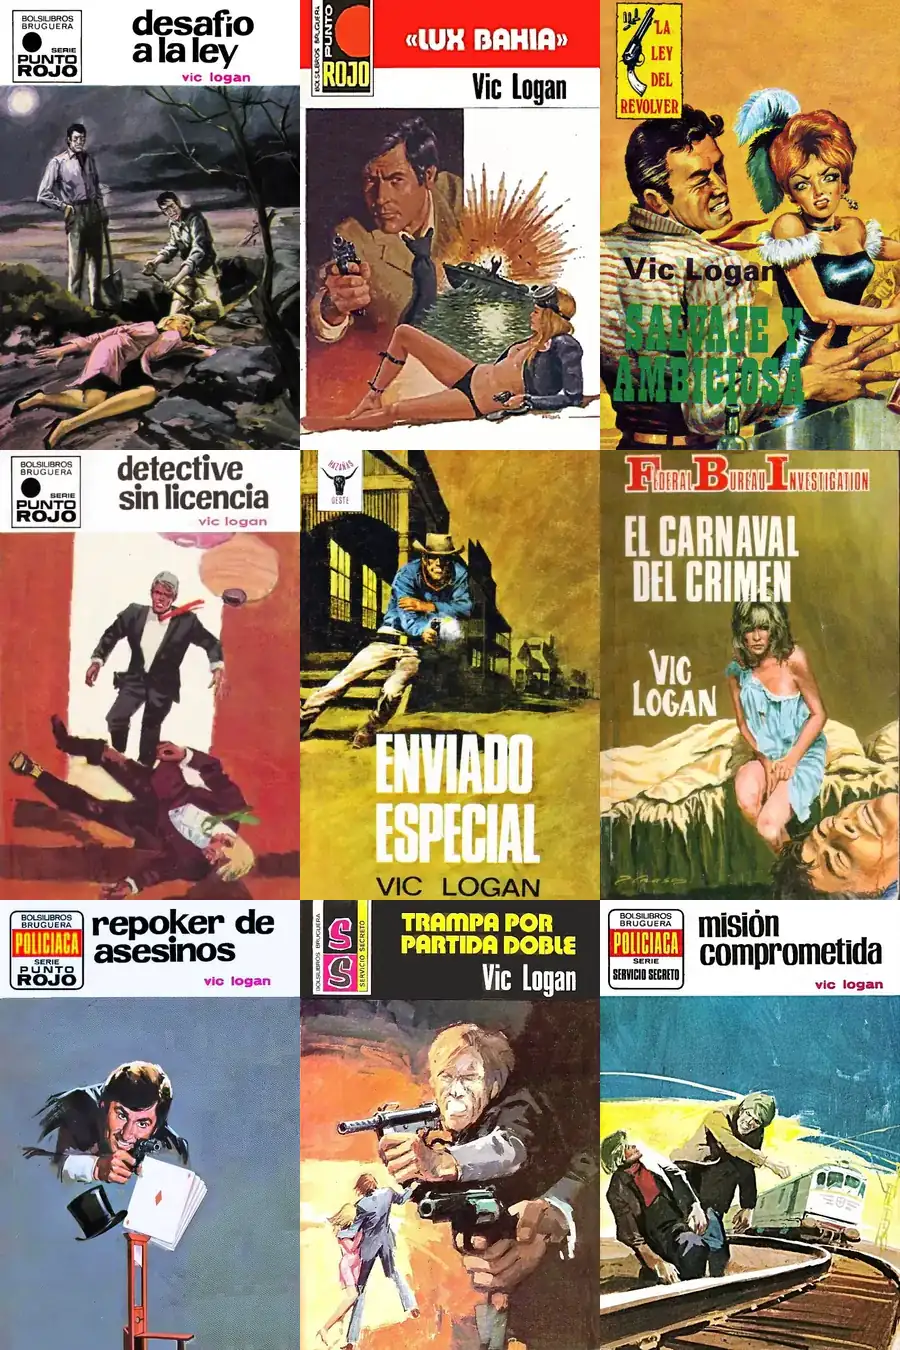 BOLSILIBROS
BRUGUERA
SERIE
PUNTO
ROJO
desafio
a la ley
vic logan
BOLSILIBROS BRUGUERA
PUNTO
ROJO
«LUX BAHIA»
Vic Logan
LA
LEY
DEL
REVOLVER
Vic Logan
SALVAJE Y
AMBICIOSA
BOLSILIBROS
BRUGUERA
SERIE
PUNTO
ROJO
detective
sin licencia
vic logan
HAZAÑAS
OESTE
ENVIADO
ESPECIAL
VIC LOGAN
FEDERAL BUREAU INVESTIGATION
EL CARNAVAL
DEL CRIMEN
VIC
LOGAN
BOLSILIBROS
BRUGUERA
POLICIACA
SERIE
PUNTO
ROJO
repoker de
asesinos
vic logan
BOLSILIBROS BRUGUERA
SS
SERVICIO SECRETO
TRAMPA POR
PARTIDA DOBLE
Vic Logan
BOLSILIBROS
BRUGUERA
POLICIACA
SERIE
SERVICIO SECRETO
misión
comprometida
vic logan